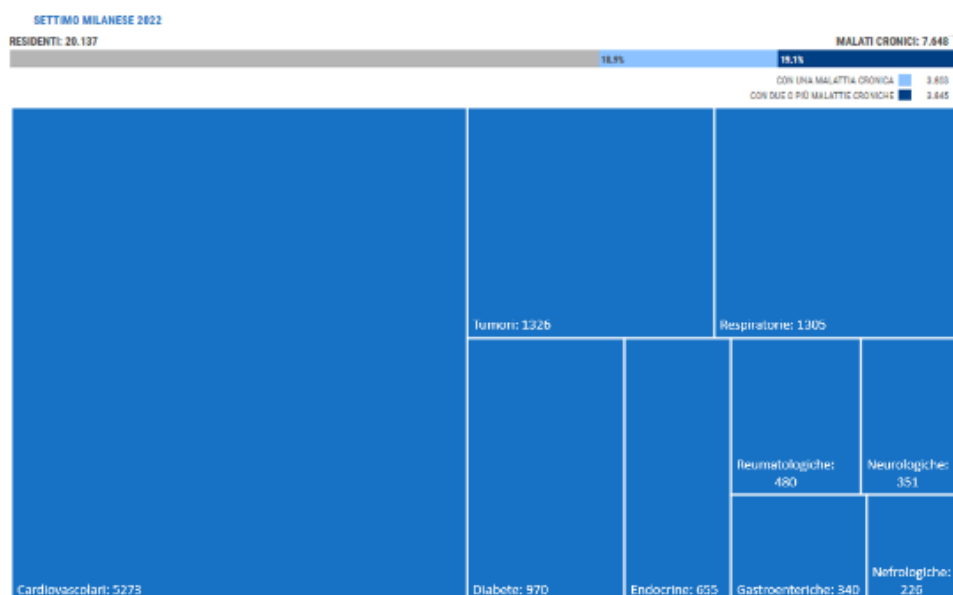 SETTIMO MILANESE 2022
RESIDENTI: 20.137
MALATI CRONICI: 7.648
18,9%
19,1%
CON UNA MALATTIA CRONICA 3.803
CON DUE O PIÙ MALATTIE CRONICHE 3.845
Tumori: 1326
Respiratorie: 1305
Reumatologiche:
480
Neurologiche:
351
Cardiovascolari: 5273
Diabete: 970
Endocrine: 655
Gastroenteriche: 340
Nefrologiche:
226